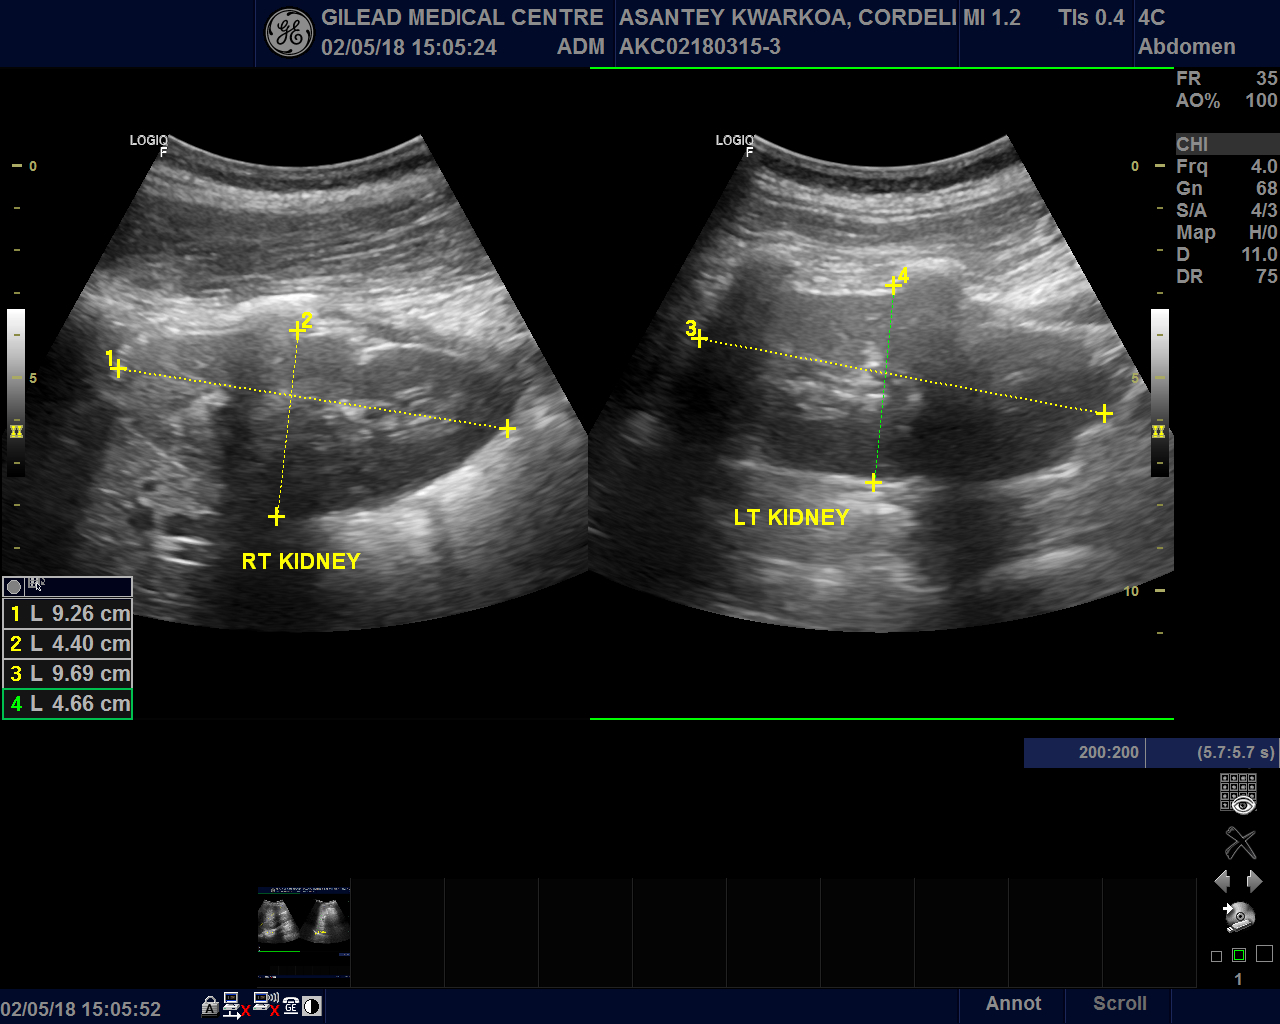 GILEAD MEDICAL CENTRE
02/05/18 15:05:24 ADM
ASANTEY KWARKOA, CORDELI
AKC02180315-3
MI 1.2 TIs 0.4
4C
Abdomen
FR 35
AO% 100
CHI
Frq 4.0
Gn 68
S/A 4/3
Map H/0
D 11.0
DR 75
LOGIQ
F
0
5
1
2
RT KIDNEY
LOGIQ
F
0
5
10
3
4
LT KIDNEY
1 L 9.26 cm
2 L 4.40 cm
3 L 9.69 cm
4 L 4.66 cm
200:200 (5.7:5.7 s)
1
02/05/18 15:05:52
A
GE
Annot
Scroll